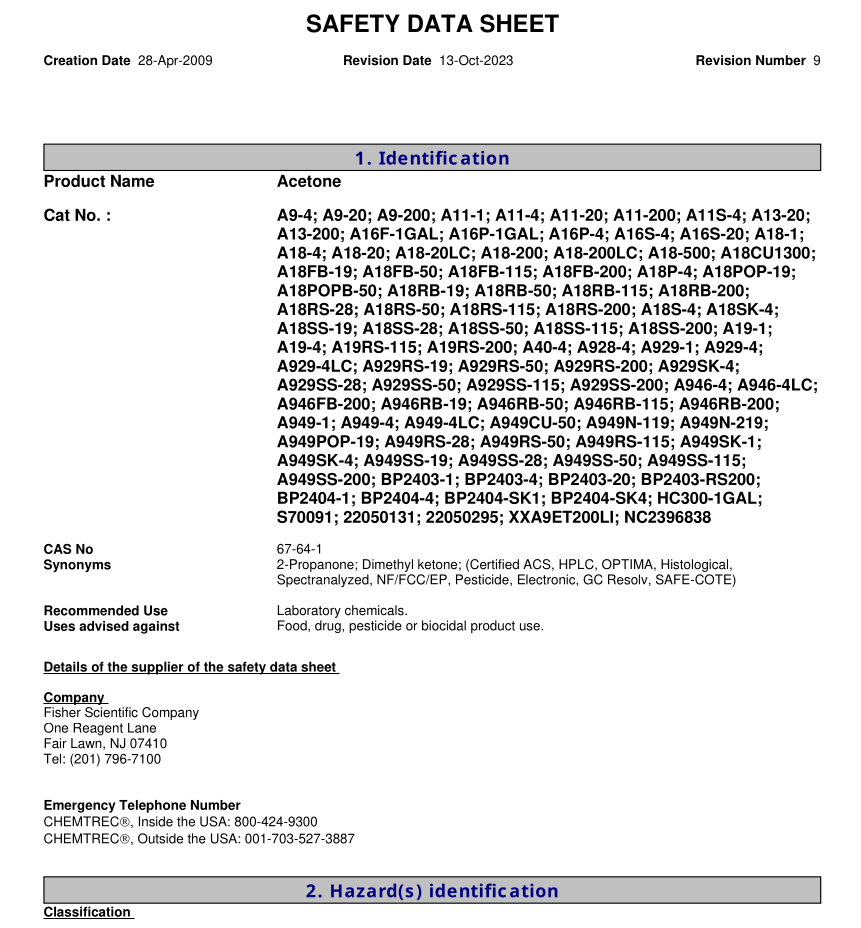 SAFETY DATA SHEET
Creation Date 28-Apr-2009 Revision Date 13-Oct-2023 Revision Number 9
1. Identification
Product Name Acetone
Cat No. : A9-4; A9-20; A9-200; A11-1; A11-4; A11-20; A11-200; A11S-4; A13-20;
A13-200; A16F-1GAL; A16P-1GAL; A16P-4; A16S-4; A16S-20; A18-1;
A18-4; A18-20; A18-20LC; A18-200; A18-200LC; A18-500; A18CU1300;
A18FB-19; A18FB-50; A18FB-115; A18FB-200; A18P-4; A18POP-19;
A18POPB-50; A18RB-19; A18RB-50; A18RB-115; A18RB-200;
A18RS-28; A18RS-50; A18RS-115; A18RS-200; A18S-4; A18SK-4;
A18SS-19; A18SS-28; A18SS-50; A18SS-115; A18SS-200; A19-1;
A19-4; A19RS-115; A19RS-200; A40-4; A928-4; A929-1; A929-4;
A929-4LC; A929RS-19; A929RS-50; A929RS-200; A929SK-4;
A929SS-28; A929SS-50; A929SS-115; A929SS-200; A946-4; A946-4LC;
A946FB-200; A946RB-19; A946RB-50; A946RB-115; A946RB-200;
A949-1; A949-4; A949-4LC; A949CU-50; A949N-119; A949N-219;
A949POP-19; A949RS-28; A949RS-50; A949RS-115; A949SK-1;
A949SK-4; A949SS-19; A949SS-28; A949SS-50; A949SS-115;
A949SS-200; BP2403-1; BP2403-4; BP2403-20; BP2403-RS200;
BP2404-1; BP2404-4; BP2404-SK1; BP2404-SK4; HC300-1GAL;
S70091; 22050131; 22050295; XXA9ET200LI; NC2396838
CAS No 67-64-1
Synonyms 2-Propanone; Dimethyl ketone; (Certified ACS, HPLC, OPTIMA, Histological,
Spectranalyzed, NF/FCC/EP, Pesticide, Electronic, GC Resolv, SAFE-COTE)
Recommended Use Laboratory chemicals.
Uses advised against Food, drug, pesticide or biocidal product use.
Details of the supplier of the safety data sheet
Company
Fisher Scientific Company
One Reagent Lane
Fair Lawn, NJ 07410
Tel: (201) 796-7100
Emergency Telephone Number
CHEMTREC®, Inside the USA: 800-424-9300
CHEMTREC®, Outside the USA: 001-703-527-3887
2. Hazard(s) identification
Classification